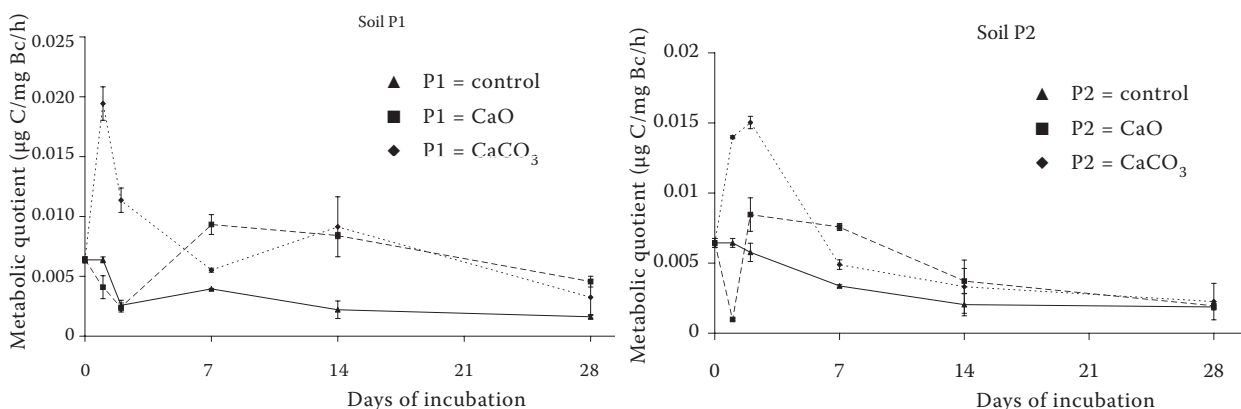 Soil P1
Metabolic quotient (µg C/mg Bc/h)
0.025
0.020
0.015
0.010
0.005
0
P1 = control
P1 = CaO
P1 = CaCO₃
0 7 14 21 28
Days of incubation
Soil P2
Metabolic quotient (µg C/mg Bc/h)
0.02
0.015
0.01
0.005
0
P2 = control
P2 = CaO
P2 = CaCO₃
0 7 14 21 28
Days of incubation